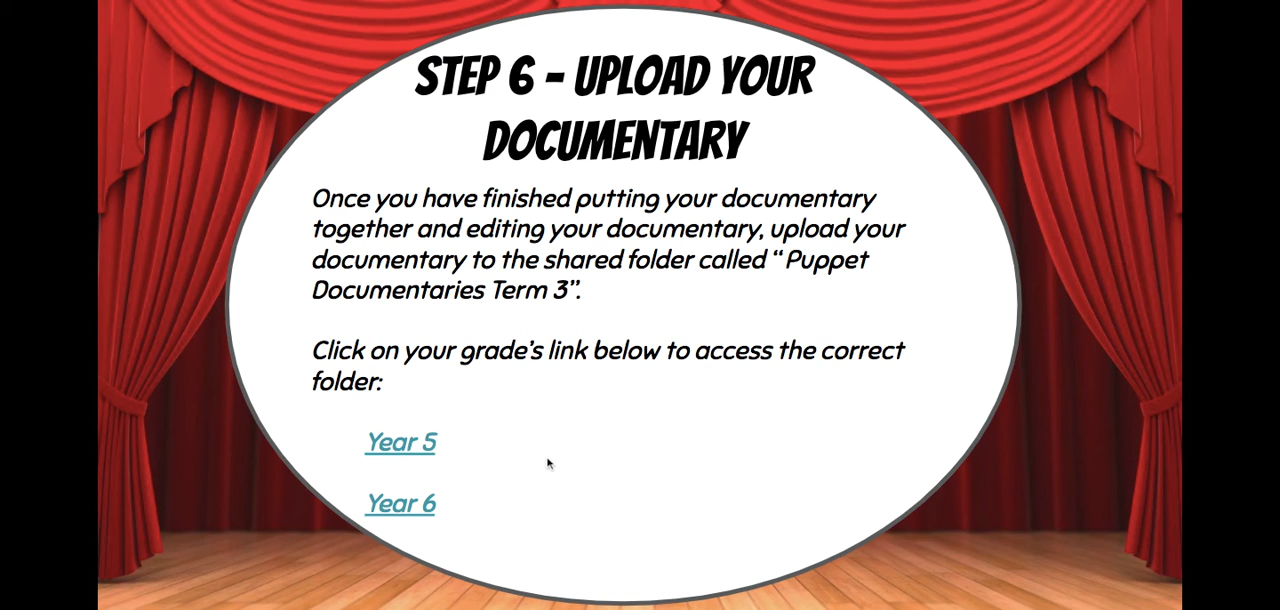 STEP 6 - UPLOAD YOUR
DOCUMENTARY
Once you have finished putting your documentary
together and editing your documentary, upload your
documentary to the shared folder called “Puppet
Documentaries Term 3”.
Click on your grade’s link below to access the correct
folder:
Year 5
Year 6